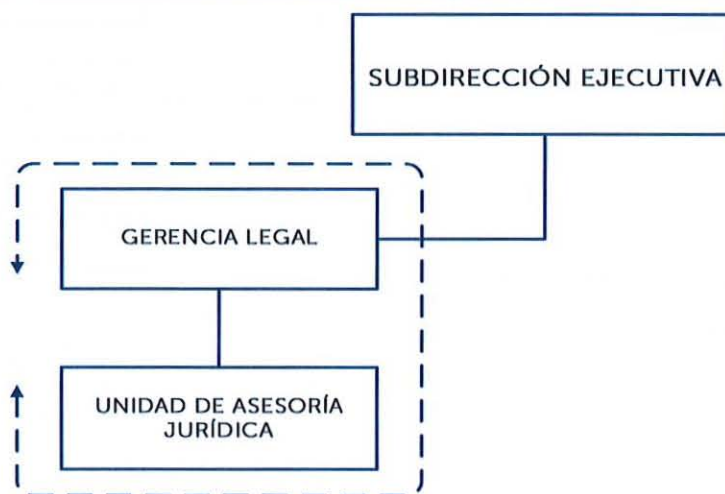 SUBDIRECCIÓN EJECUTIVA
GERENCIA LEGAL
UNIDAD DE ASESORÍA
JURÍDICA